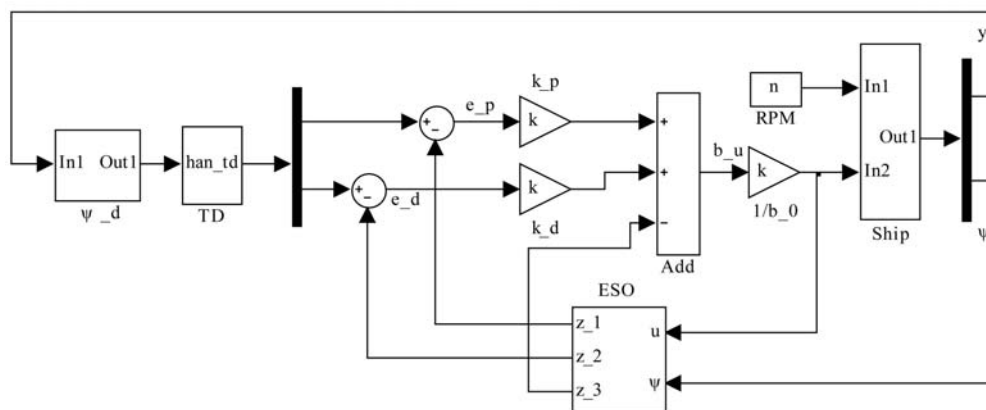 y
k_p
e_p
n
RPM
In1
k
+
-
+
b_u
Out1
In1
Out1
han_td
In2
+
-
k
+
k
ψ_d
TD
e_d
k_d
-
1/b_0
Ship
ψ
Add
ESO
z_1
u
z_2
z_3
ψ